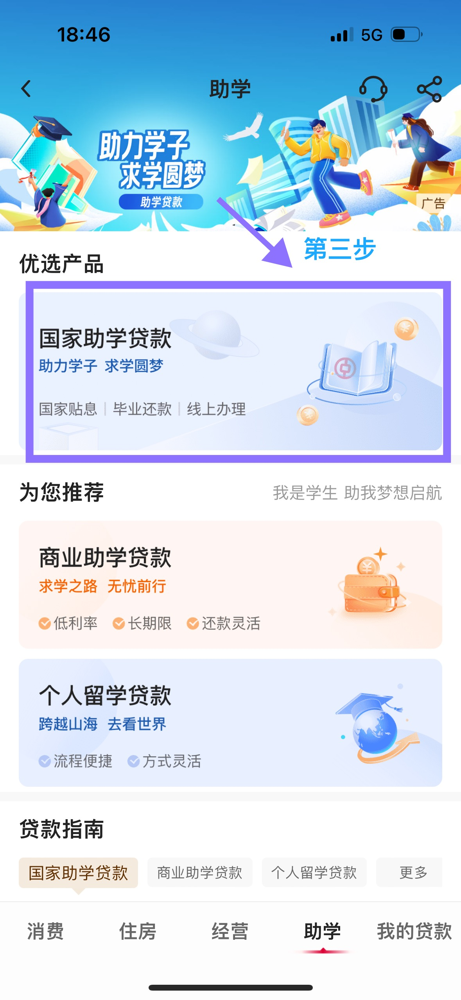 18:46
5G
助学
助力学子
求学圆梦
助学贷款
广告
第三步
优选产品
国家助学贷款
助力学子 求学圆梦
国家贴息 | 毕业还款 | 线上办理
为您推荐
我是学生 助我梦想启航
商业助学贷款
求学之路 无忧前行
低利率 长期限 还款灵活
个人留学贷款
跨越山海 去看世界
流程便捷 方式灵活
贷款指南
国家助学贷款 商业助学贷款 个人留学贷款 更多
消费 住房 经营 助学 我的贷款